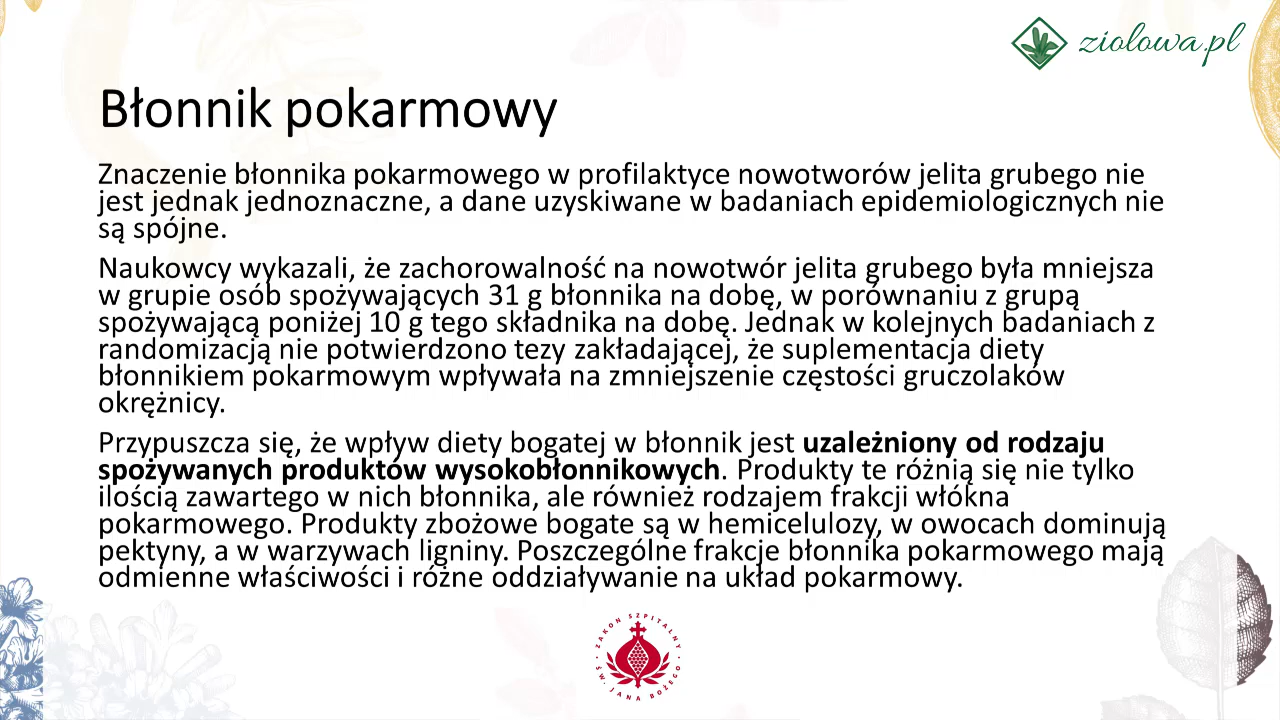 ziolowa.pl
Błonnik pokarmowy
Znaczenie błonnika pokarmowego w profilaktyce nowotworów jelita grubego nie
jest jednak jednoznaczne, a dane uzyskiwane w badaniach epidemiologicznych nie
są spójne.
Naukowcy wykazali, że zachorowalność na nowotwór jelita grubego była mniejsza
w grupie osób spożywających 31 g błonnika na dobę, w porównaniu z grupą
spożywającą poniżej 10 g tego składnika na dobę. Jednak w kolejnych badaniach z
randomizacją nie potwierdzono tezy zakładającej, że suplementacja diety
błonnikiem pokarmowym wpływała na zmniejszenie częstości gruczolaków
okrężnicy.
Przypuszcza się, że wpływ diety bogatej w błonnik jest uzależniony od rodzaju
spożywanych produktów wysokobłonnikowych. Produkty te różnią się nie tylko
ilością zawartego w nich błonnika, ale również rodzajem frakcji włókna
pokarmowego. Produkty zbożowe bogate są w hemicelulozy, w owocach dominują
pektyny, a w warzywach ligniny. Poszczególne frakcje błonnika pokarmowego mają
odmienne właściwości i różne oddziaływanie na układ pokarmowy.
ZAKON SZPITALNY
ŚW. JANA BOŻEGO